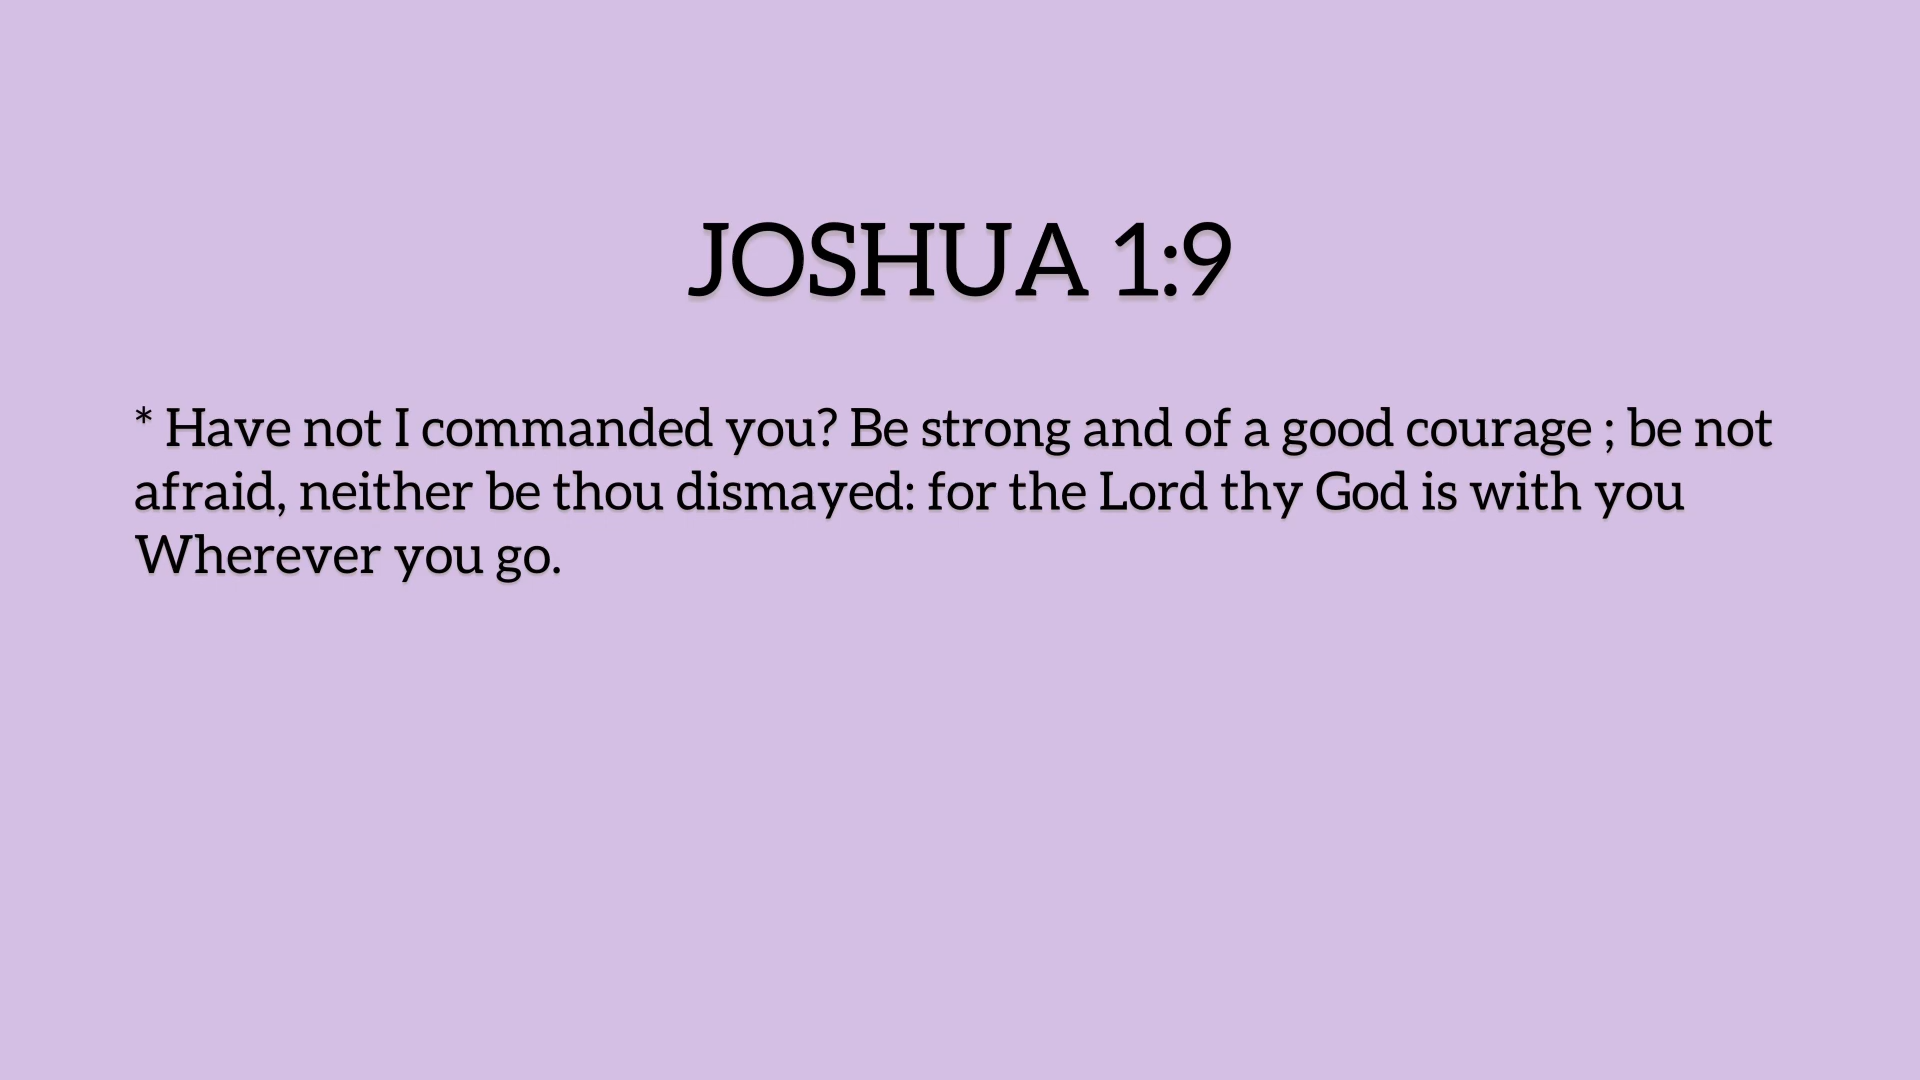 JOSHUA 1:9
* Have not I commanded you? Be strong and of a good courage ; be not
afraid, neither be thou dismayed: for the Lord thy God is with you
Wherever you go.